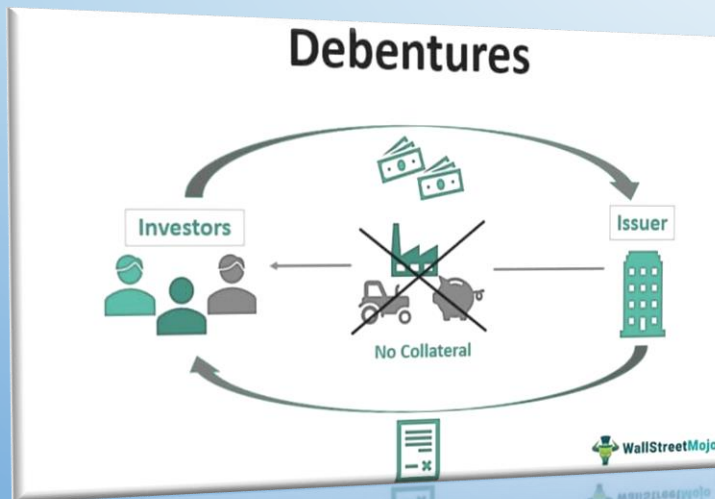 Debentures
Investors
Issuer
No Collateral
WallStreetMojo